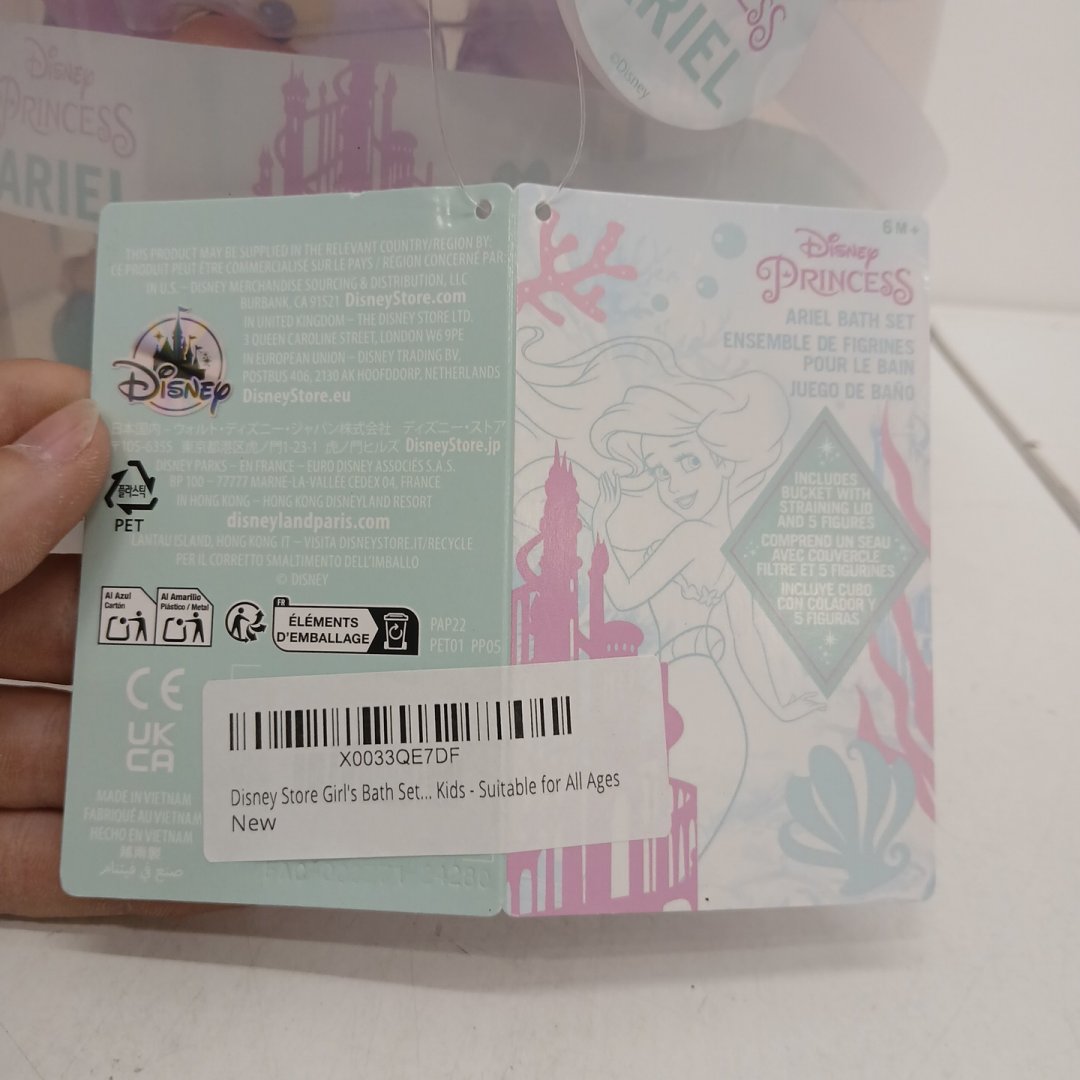 Disney
PRINCESS
ARIEL
ARIEL
©Disney
THIS PRODUCT MAY BE SUPPLIED IN THE RELEVANT COUNTRY/REGION BY:
CE PRODUIT PEUT ÊTRE COMMERCIALISÉ SUR LE PAYS / RÉGION CONCERNÉ PAR:
IN U.S. – DISNEY MERCHANDISE SOURCING & DISTRIBUTION, LLC
BURBANK, CA 91521 DisneyStore.com
IN UNITED KINGDOM – THE DISNEY STORE LTD.
3 QUEEN CAROLINE STREET, LONDON W6 9PE
IN EUROPEAN UNION – DISNEY TRADING BV.
POSTBUS 406, 2130 AK HOOFDDORP, NETHERLANDS
DisneyStore.eu
Disney
日本国内 – ウォルト・ディズニー・ジャパン株式会社 ディズニー・ストア
〒105-6355 東京都港区虎ノ門1-23-1 虎ノ門ヒルズ DisneyStore.jp
DISNEY PARKS – EN FRANCE – EURO DISNEY ASSOCIÉS S.A.S.
BP 100 – 77777 MARNE-LA-VALLÉE CEDEX 04, FRANCE
IN HONG KONG – HONG KONG DISNEYLAND RESORT
disneylandparis.com
LANTAU ISLAND, HONG KONG IT – VISITA DISNEYSTORE.IT/RECYCLE
PER IL CORRETTO SMALTIMENTO DELL'IMBALLO
© DISNEY
플라스틱
PET
Al Azul
Cartón
Al Amarillo
Plástico / Metal
FR
ÉLÉMENTS
D'EMBALLAGE
PAP22
PET01 PP05
CE
UK
CA
MADE IN VIETNAM
FABRIQUÉ AU VIETNAM
HECHO EN VIETNAM
越南製
صنع في فيتنام
X0033QE7DF
Disney Store Girl's Bath Set... Kids - Suitable for All Ages
New
6 M +
Disney
PRINCESS
ARIEL BATH SET
ENSEMBLE DE FIGRINES
POUR LE BAIN
JUEGO DE BAÑO
INCLUDES
BUCKET WITH
STRAINING LID
AND 5 FIGURES
COMPREND UN SEAU
AVEC COUVERCLE
FILTRE ET 5 FIGURINES
INCLUYE CUBO
CON COLADOR Y
5 FIGURAS